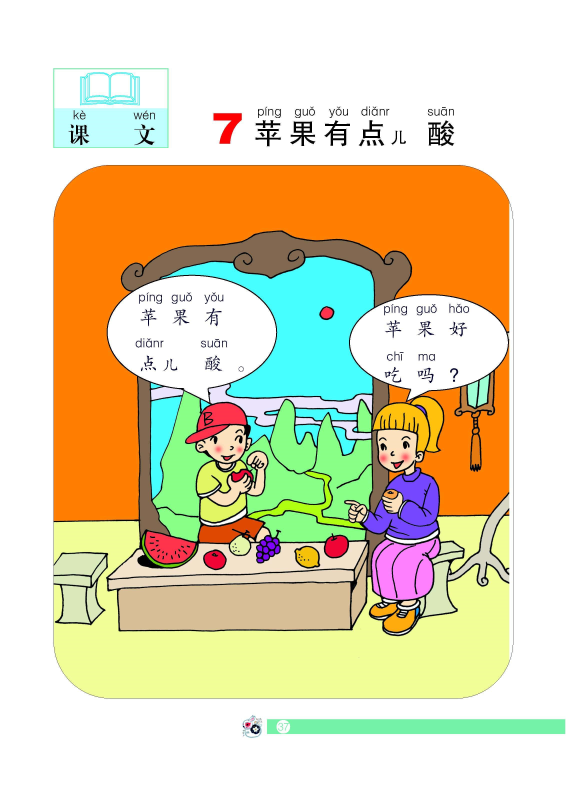 kè wén
课 文
píng guǒ yǒu diǎnr suān
7 苹 果 有 点 儿 酸
píng guǒ yǒu
苹 果 有
diǎnr suān
点 儿 酸 。
píng guǒ hǎo
苹 果 好
chī ma
吃 吗 ?
B
37